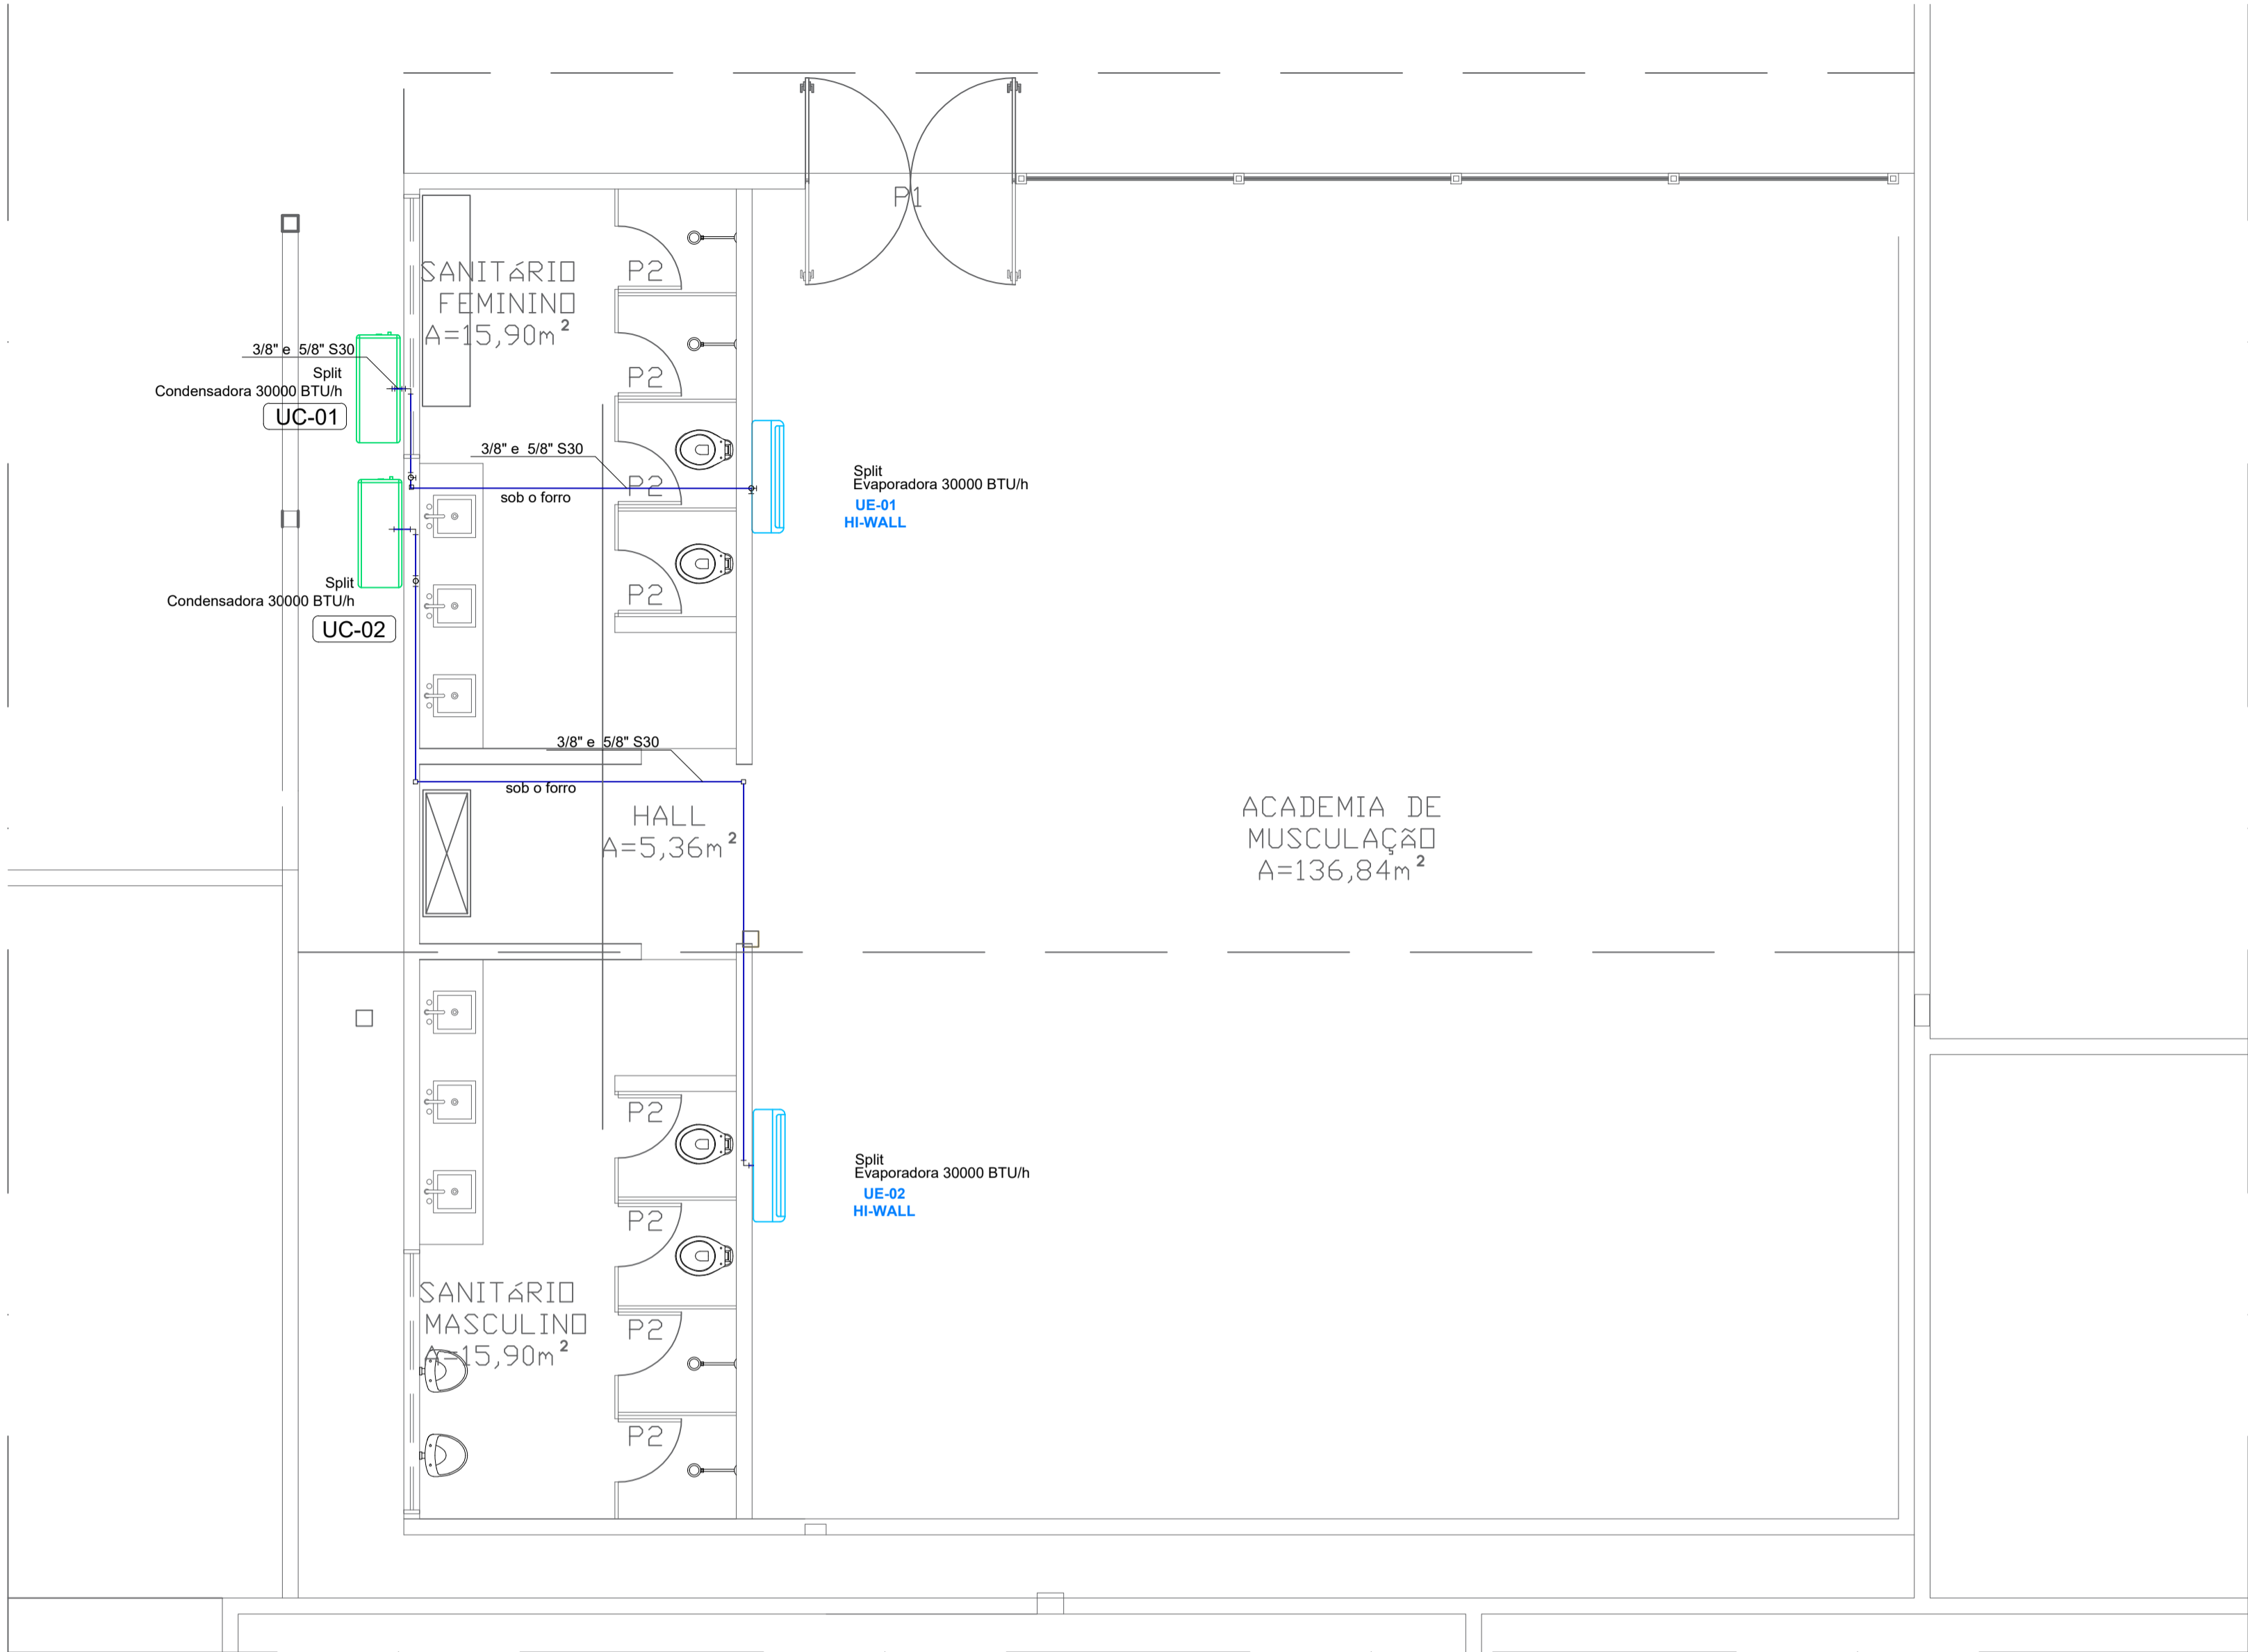 P1
SANITÁRIO
FEMININO
A=15,90m²
P2
P2
P2
P2
3/8" e 5/8" S30
Split
Condensadora 30000 BTU/h
UC-01
3/8" e 5/8" S30
sob o forro
Split
Evaporadora 30000 BTU/h
UE-01
HI-WALL
Split
Condensadora 30000 BTU/h
UC-02
3/8" e 5/8" S30
sob o forro
HALL
A=5,36m²
ACADEMIA DE
MUSCULAÇÃO
A=136,84m²
P2
P2
P2
P2
Split
Evaporadora 30000 BTU/h
UE-02
HI-WALL
SANITÁRIO
MASCULINO
A=15,90m²